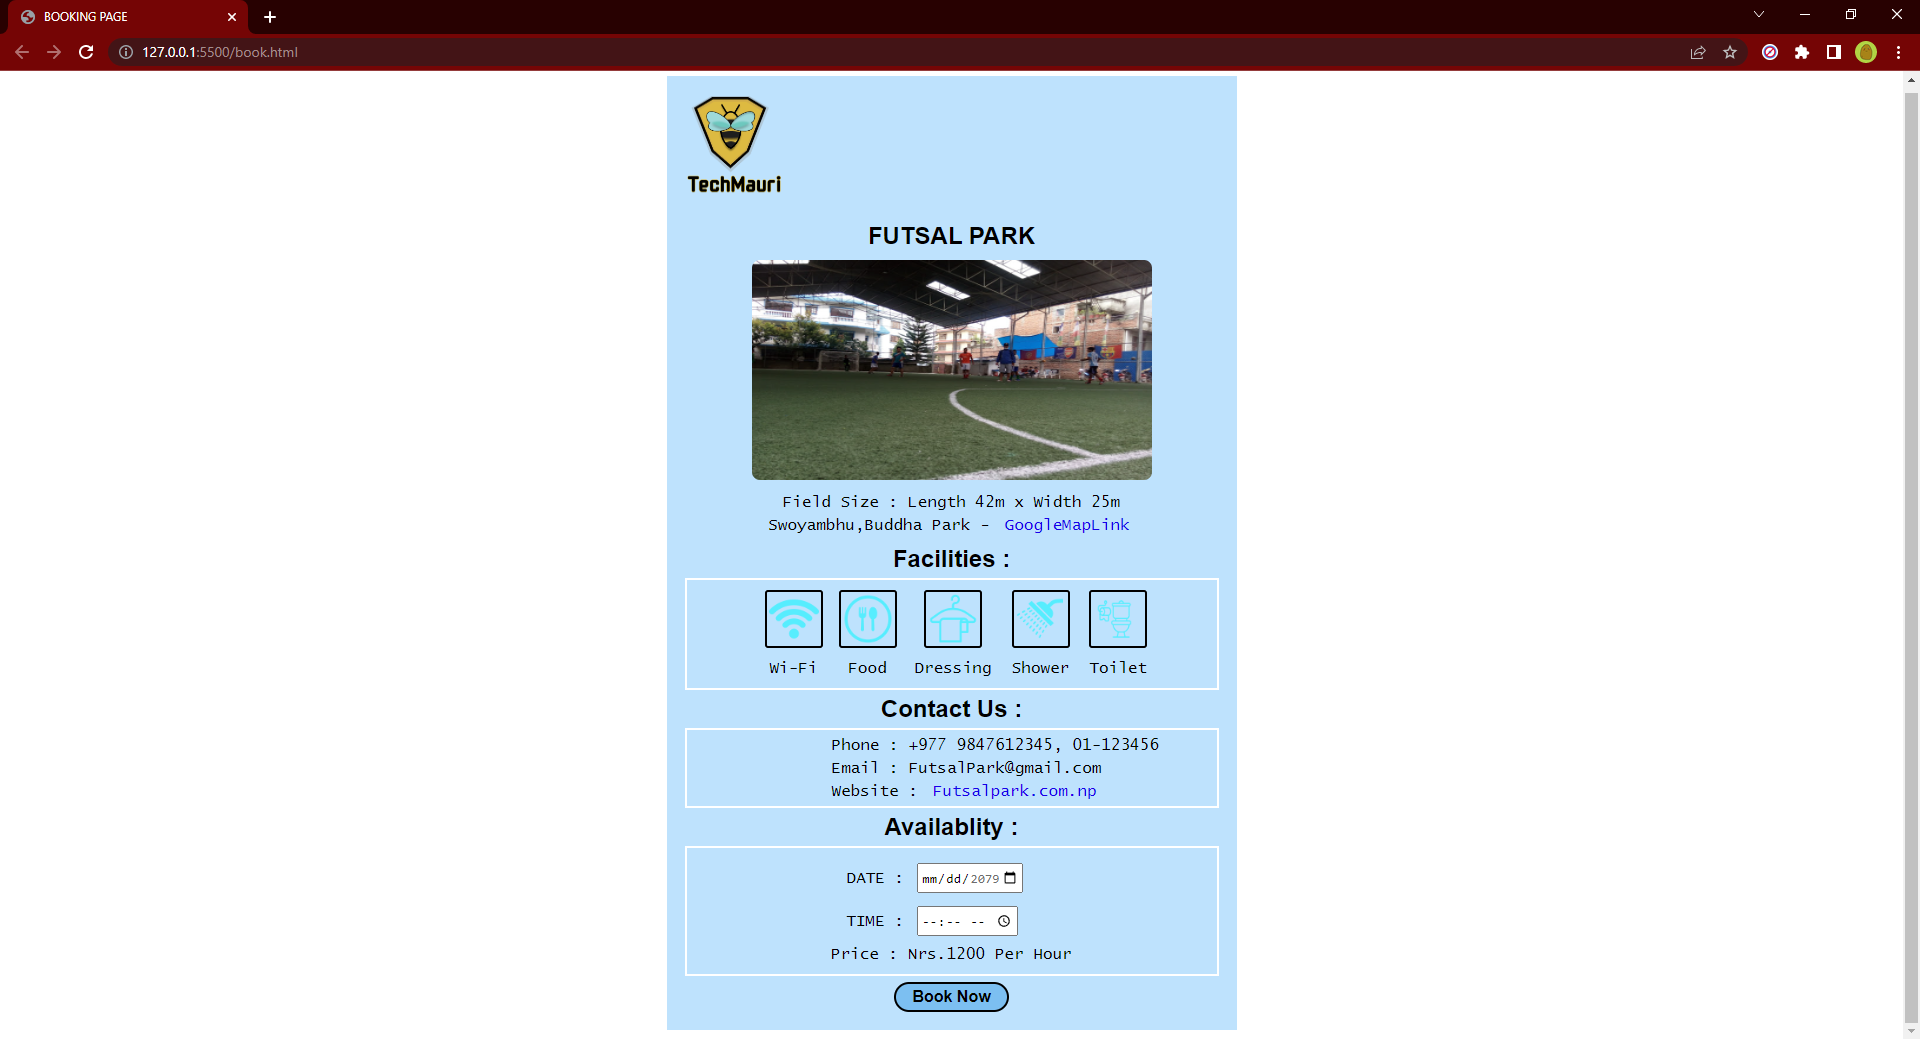 BOOKING PAGE
127.0.0.1:5500/book.html
TechMauri
FUTSAL PARK
Field Size : Length 42m x Width 25m
Swoyambhu,Buddha Park - GoogleMapLink
Facilities :
Wi-Fi Food Dressing Shower Toilet
Contact Us :
Phone : +977 9847612345, 01-123456
Email : FutsalPark@gmail.com
Website : Futsalpark.com.np
Availablity :
DATE : mm/dd/2079
TIME : --:-- --
Price : Nrs.1200 Per Hour
Book Now